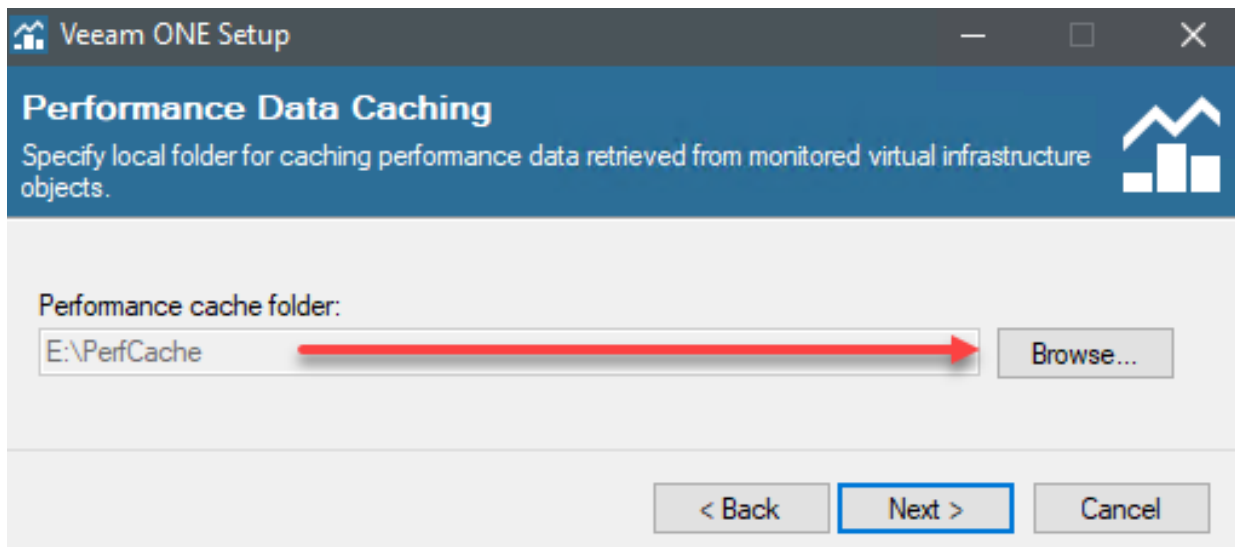 Veeam ONE Setup
Performance Data Caching
Specify local folder for caching performance data retrieved from monitored virtual infrastructure
objects.
Performance cache folder:
E:\PerfCache
Browse...
< Back
Next >
Cancel